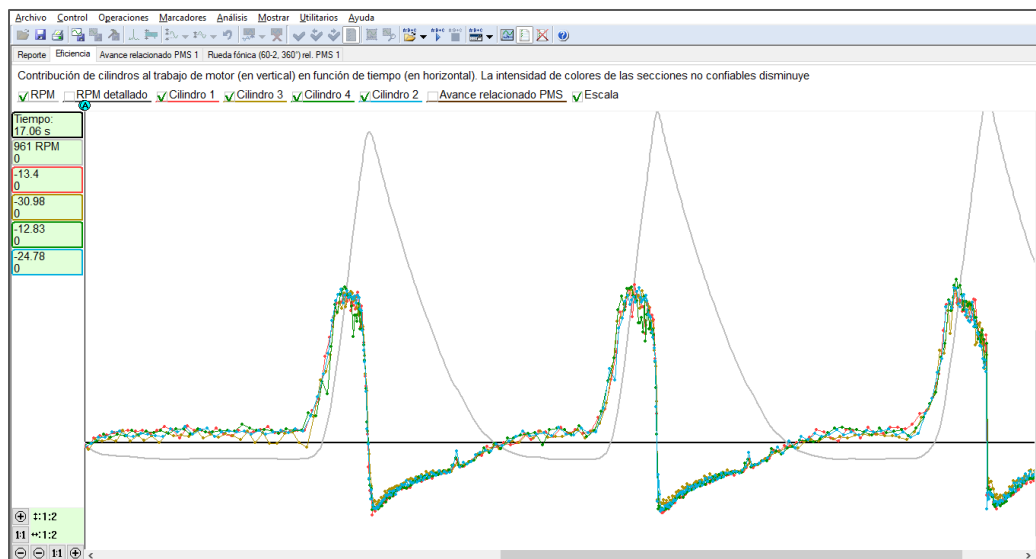 Archivo Control Operaciones Marcadores Análisis Mostrar Utilitarios Ayuda
Reporte Eficiencia Avance relacionado PMS 1 Rueda fónica (60-2, 360°) rel. PMS 1
Contribución de cilindros al trabajo de motor (en vertical) en función de tiempo (en horizontal). La intensidad de colores de las secciones no confiables disminuye
RPM RPM detallado Cilindro 1 Cilindro 3 Cilindro 4 Cilindro 2 Avance relacionado PMS Escala
A
Tiempo:
17.06 s
961 RPM
0
-13.4
0
-30.98
0
-12.83
0
-24.78
0
:1:2
1:1 :1:2
1:1